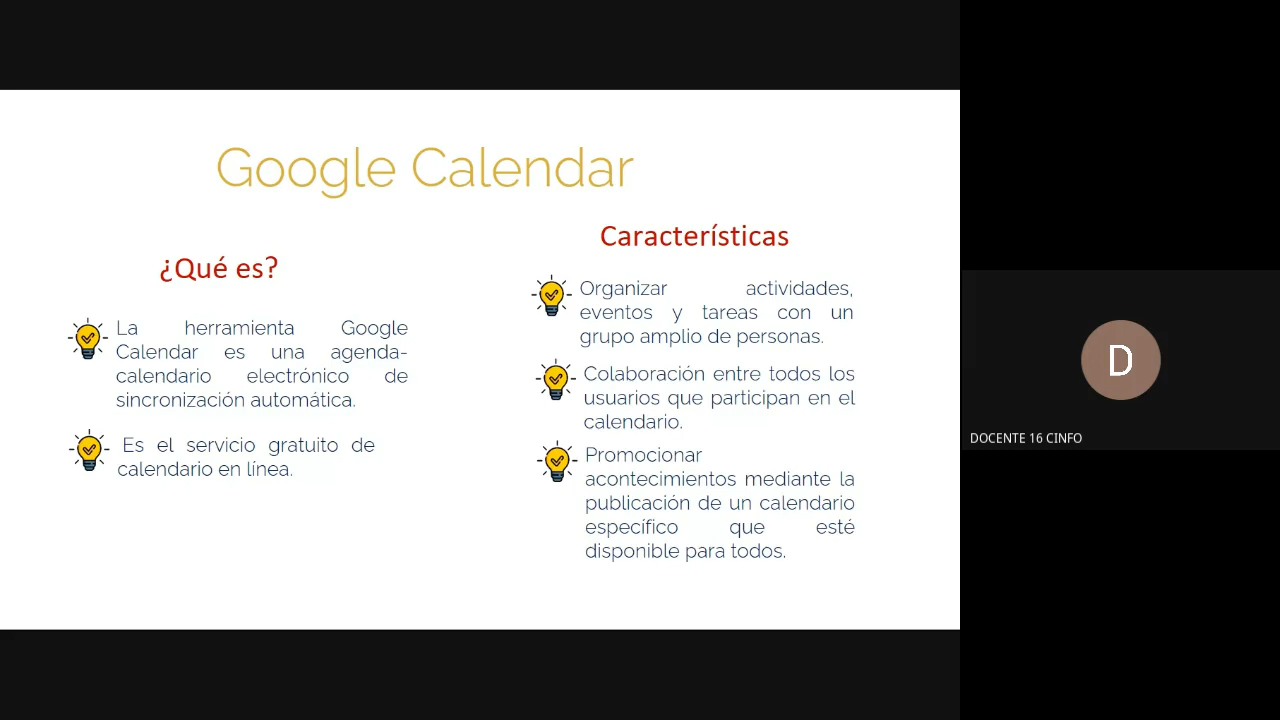 Google Calendar
¿Qué es?
La herramienta Google
Calendar es una agenda-
calendario electrónico de
sincronización automática.
Es el servicio gratuito de
calendario en línea.
Características
Organizar actividades,
eventos y tareas con un
grupo amplio de personas.
Colaboración entre todos los
usuarios que participan en el
calendario.
Promocionar
acontecimientos mediante la
publicación de un calendario
específico que esté
disponible para todos.
D
DOCENTE 16 CINFO